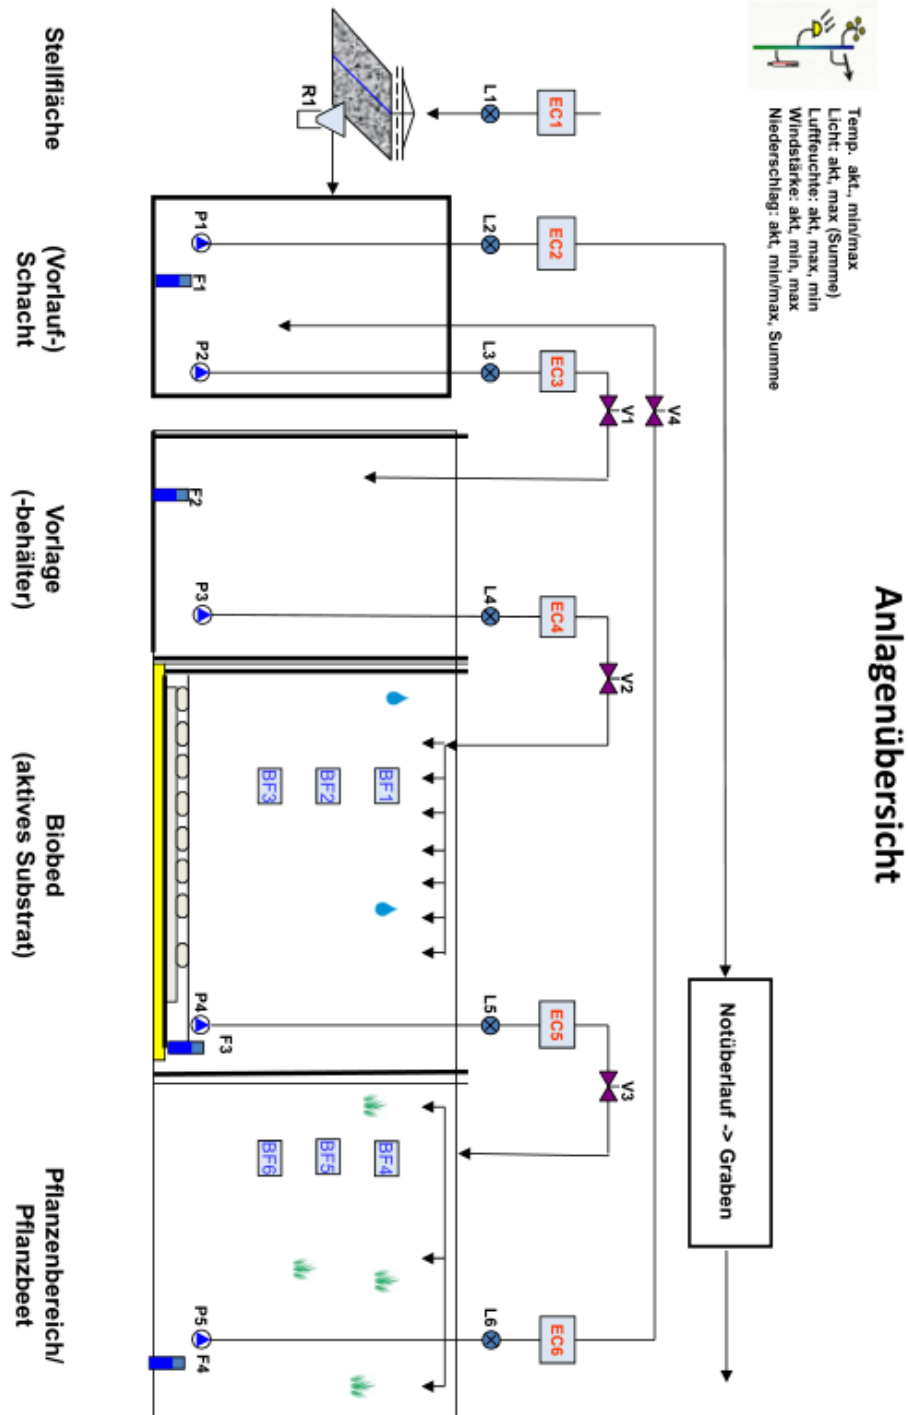 Anlagenübersicht
Temp. akt., min/max
Licht: akt, max (Summe)
Luftfeuchte: akt, max, min
Windstärke: akt, min, max
Niederschlag: akt, min/max, Summe
Notüberlauf -> Graben
V4
V1
V2
V3
EC1
EC2
EC3
EC4
EC5
EC6
L1
L2
L3
L4
L5
L6
R1
BF1
BF2
BF3
BF4
BF5
BF6
P1
F1
P2
F2
P3
P4
F3
P5
F4
Stellfläche
(Vorlauf-)
Schacht
Vorlage
(-behälter)
Biobed
(aktives Substrat)
Pflanzenbereich/
Pflanzbeet